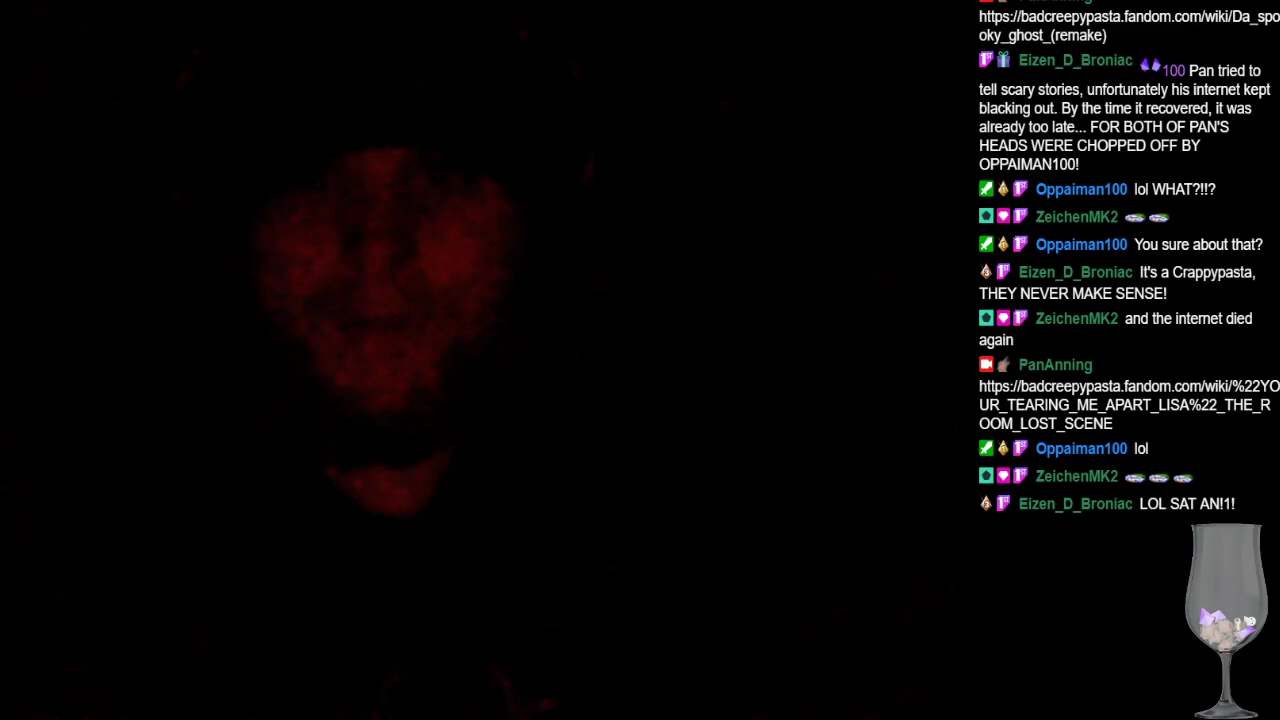 https://badcreepypasta.fandom.com/wiki/Da_spo
oky_ghost_(remake)
Eizen_D_Broniac 100 Pan tried to
tell scary stories, unfortunately his internet kept
blacking out. By the time it recovered, it was
already too late... FOR BOTH OF PAN'S
HEADS WERE CHOPPED OFF BY
OPPAIMAN100!
Oppaiman100 lol WHAT?!!?
ZeichenMK2
Oppaiman100 You sure about that?
Eizen_D_Broniac It's a Crappypasta,
THEY NEVER MAKE SENSE!
ZeichenMK2 and the internet died
again
PanAnning
https://badcreepypasta.fandom.com/wiki/%22YO
UR_TEARING_ME_APART_LISA%22_THE_R
OOM_LOST_SCENE
Oppaiman100 lol
ZeichenMK2
Eizen_D_Broniac LOL SAT AN!1!